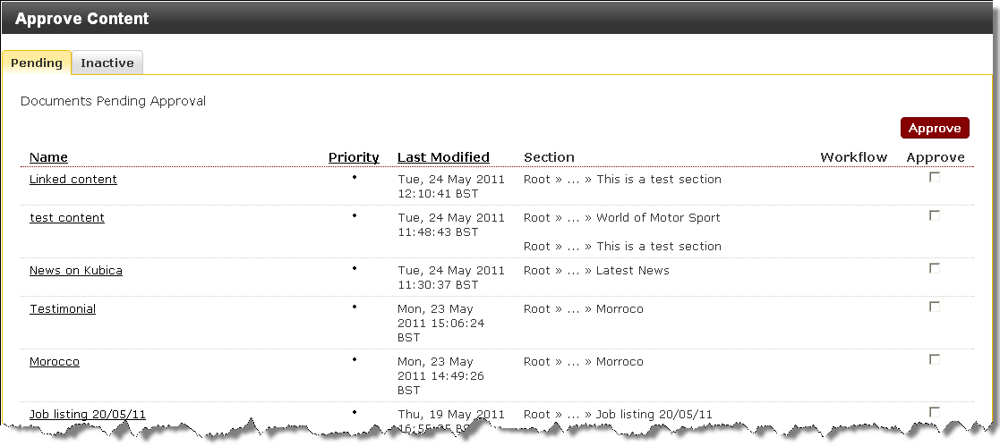 Approve Content
Pending Inactive
Documents Pending Approval
Approve
Name Priority Last Modified Section Workflow Approve
Linked content • Tue, 24 May 2011 Root » ... » This is a test section
12:10:41 BST
test content • Tue, 24 May 2011 Root » ... » World of Motor Sport
11:48:43 BST
Root » ... » This is a test section
News on Kubica • Tue, 24 May 2011 Root » ... » Latest News
11:30:37 BST
Testimonial • Mon, 23 May Root » ... » Morroco
2011 15:06:24
BST
Morocco • Mon, 23 May Root » ... » Morroco
2011 14:49:26
BST
Job listing 20/05/11 • Thu, 19 May 2011 Root » ... » Job listing 20/05/11